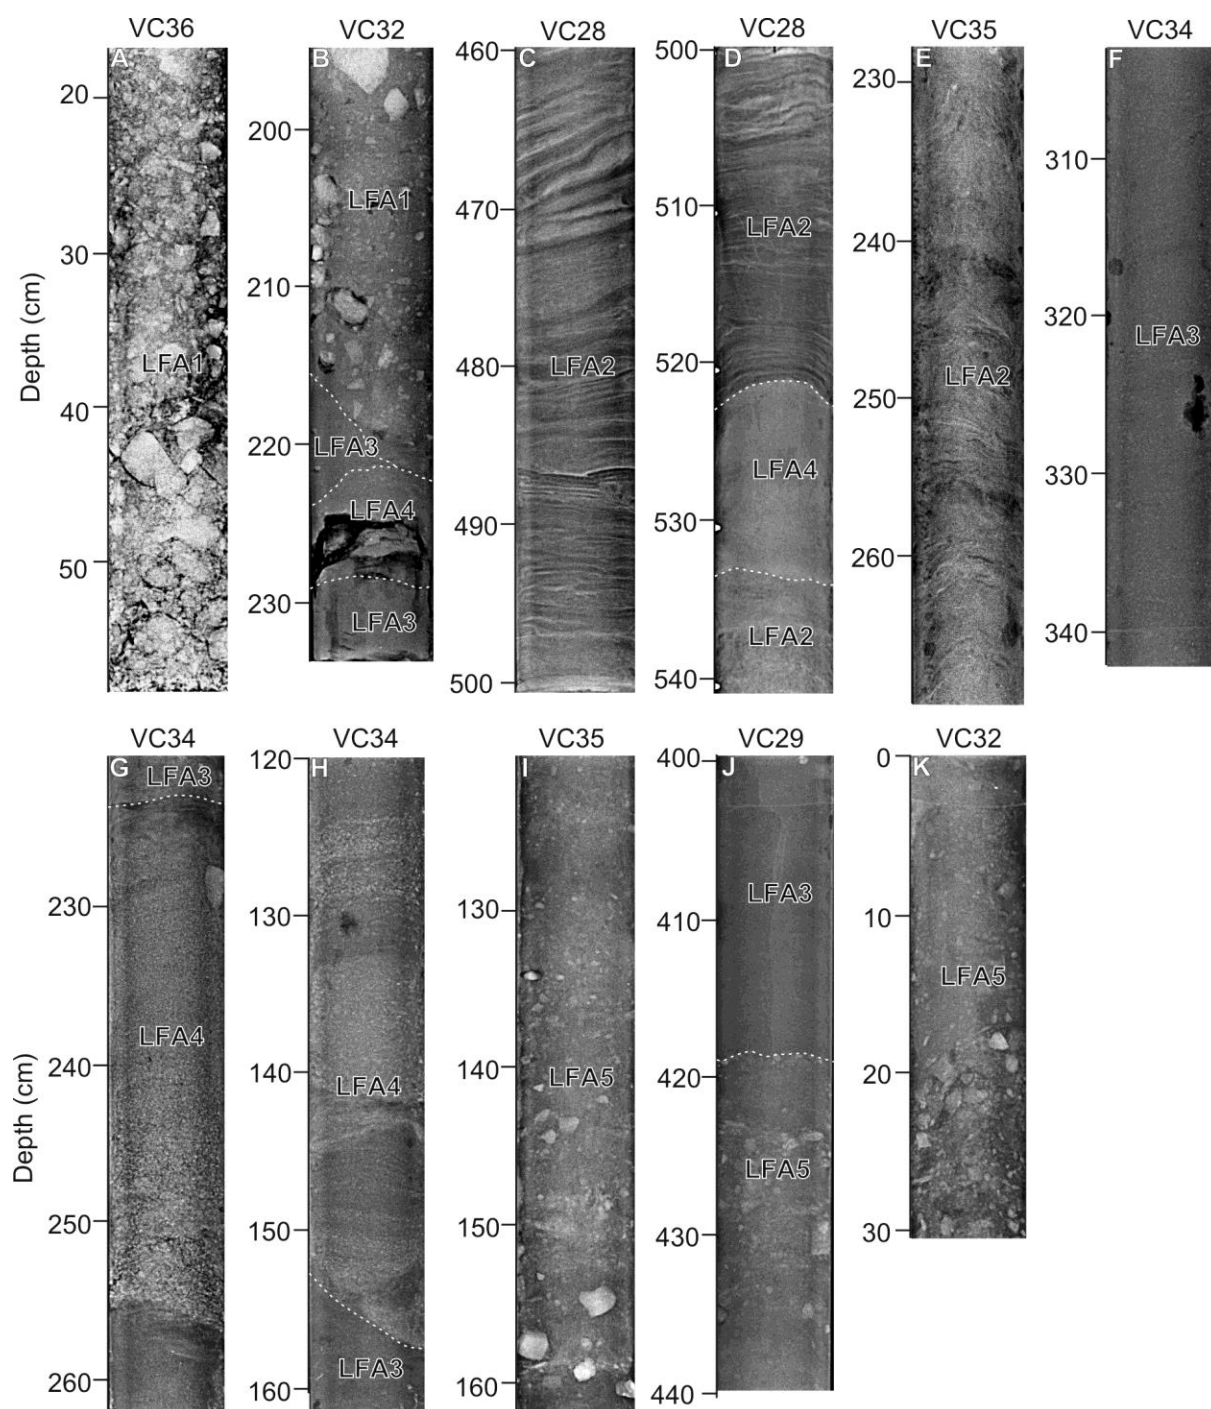 VC36 VC32 VC28 VC28 VC35 VC34
A B C D E F
Depth (cm)
20
30
40
50
LFA1
200
210
220
230
LFA1
LFA3
LFA4
LFA3
460
470
480
490
500
LFA2
500
510
520
530
540
LFA2
LFA4
LFA2
230
240
250
260
LFA2
310
320
330
340
LFA3
VC34 VC34 VC35 VC29 VC32
G H I J K
Depth (cm)
230
240
250
260
LFA3
LFA4
120
130
140
150
160
LFA4
LFA3
130
140
150
160
LFA5
400
410
420
430
440
LFA3
LFA5
0
10
20
30
LFA5